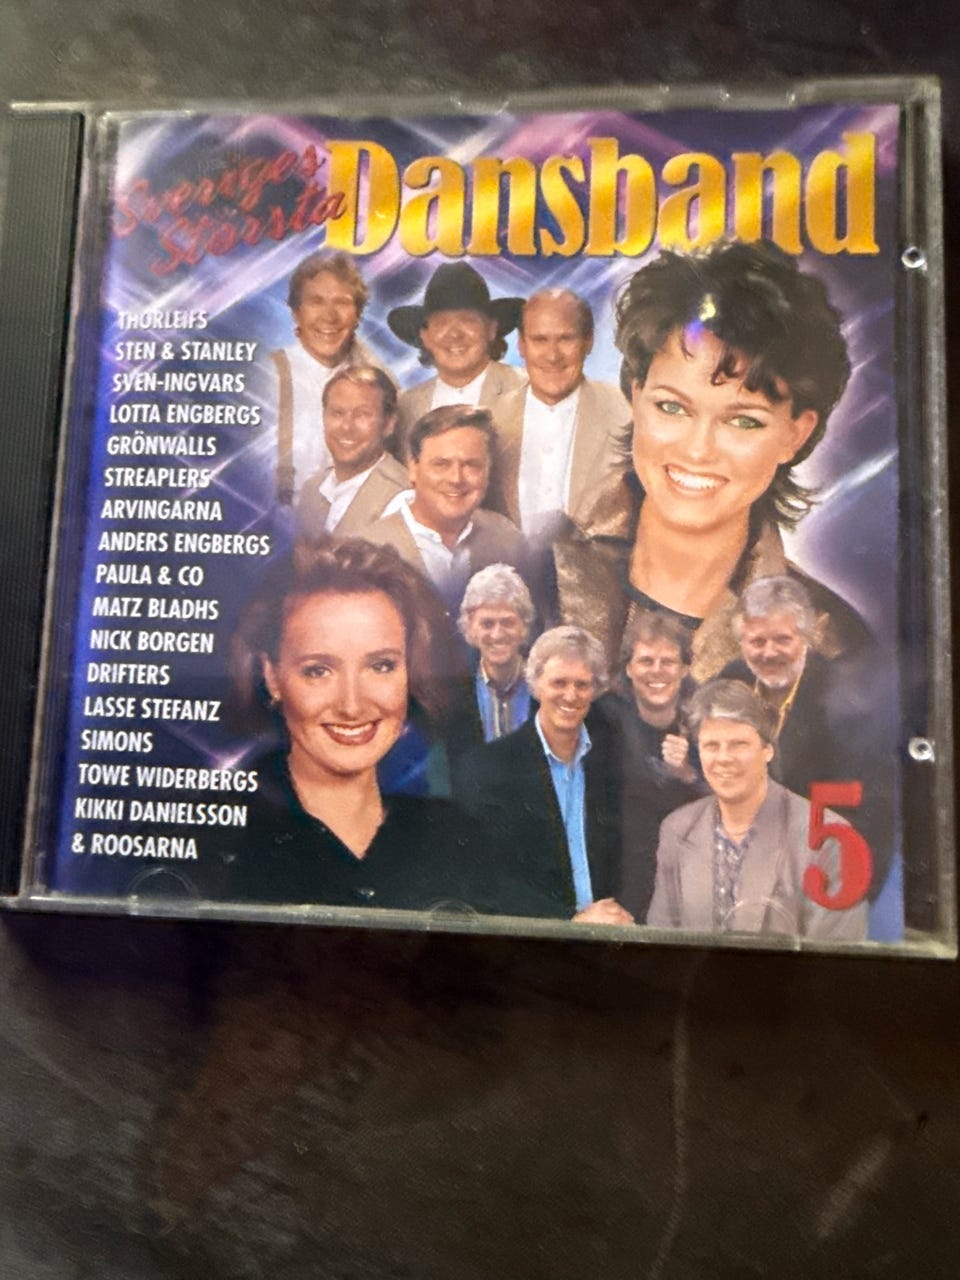 Sveriges
Största
Dansband
THORLEIFS
STEN & STANLEY
SVEN-INGVARS
LOTTA ENGBERGS
GRÖNWALLS
STREAPLERS
ARVINGARNA
ANDERS ENGBERGS
PAULA & CO
MATZ BLADHS
NICK BORGEN
DRIFTERS
LASSE STEFANZ
SIMONS
TOWE WIDERBERGS
KIKKI DANIELSSON
& ROOSARNA
5